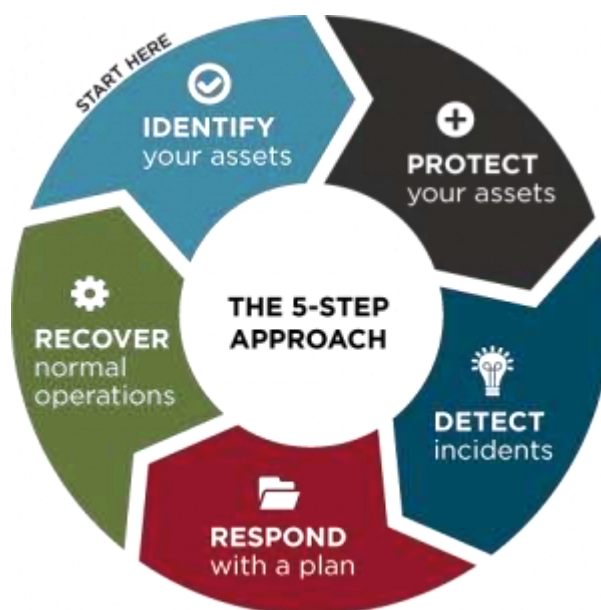 START HERE
IDENTIFY
your assets
PROTECT
your assets
DETECT
incidents
RESPOND
with a plan
RECOVER
normal
operations
THE 5-STEP
APPROACH